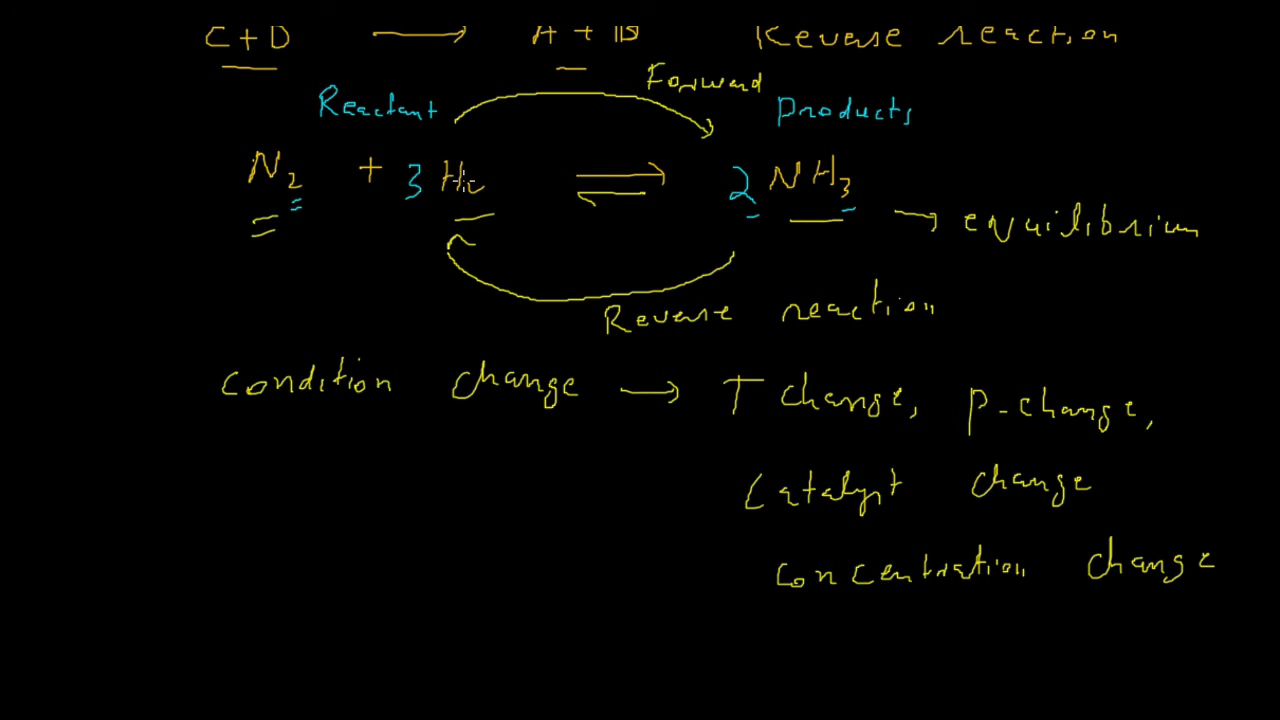 C + D → A + B Reverse reaction
Forward
Reactant Products
N₂ + 3 H₂ ⇌ 2 NH₃ → equilibrium
Reverse reaction
Condition change → T change, P-change,
Catalyst change
concentration change